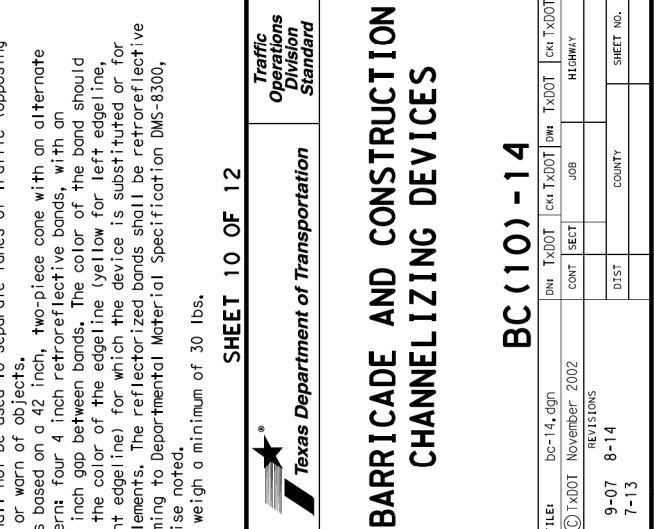 be used to separate lanes of traffic (opposing
or warn of objects.
based on a 42 inch, two-piece cone with an alternate
four 4 inch retroreflective bands, with an
inch gap between bands. The color of the band should
the color of the edgeline (yellow for left edgeline,
edgeline) for which the device is substituted or for
The reflectorized bands shall be retroreflective
to Departmental Material Specification DMS-8300,
noted.
weigh a minimum of 30 lbs.
SHEET 10 OF 12
®
Texas Department of Transportation
Traffic
Operations
Division
Standard
BARRICADE AND CONSTRUCTION
CHANNELIZING DEVICES
BC(10)-14
FILE: bc-14.dgn DN: TxDOT CK: TxDOT DW: TxDOT CK: TxDOT
© TxDOT November 2002 CONT SECT JOB HIGHWAY
REVISIONS
9-07 8-14 DIST COUNTY SHEET NO.
7-13